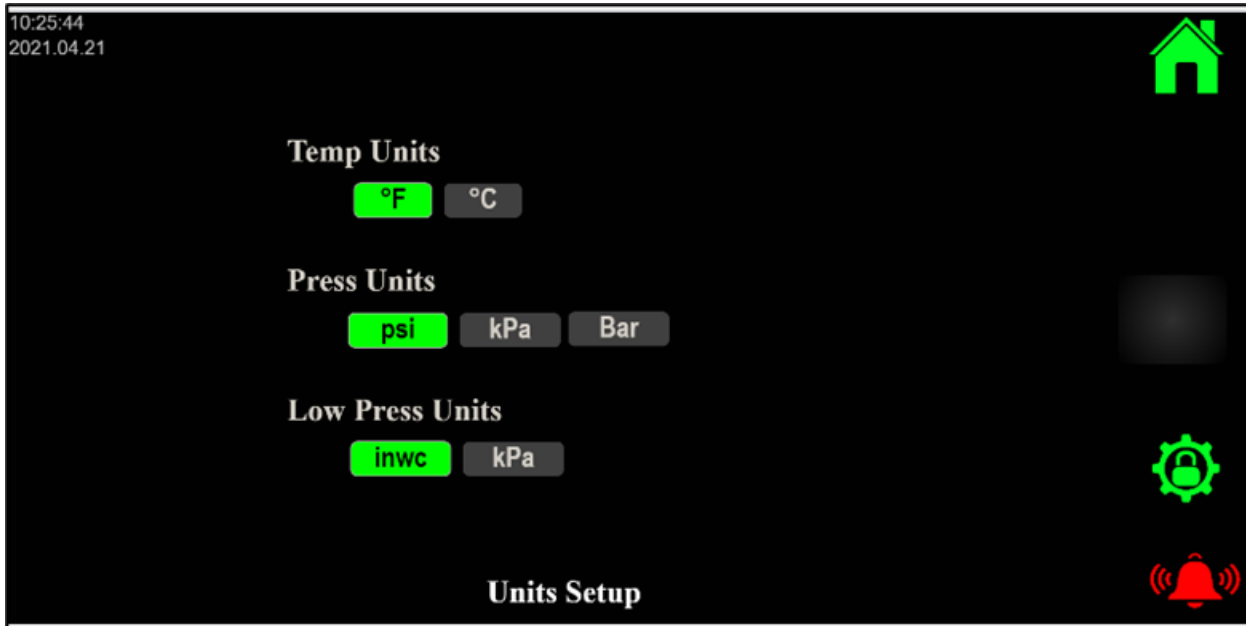 10:25:44
2021.04.21
Temp Units
°F °C
Press Units
psi kPa Bar
Low Press Units
inwc kPa
Units Setup